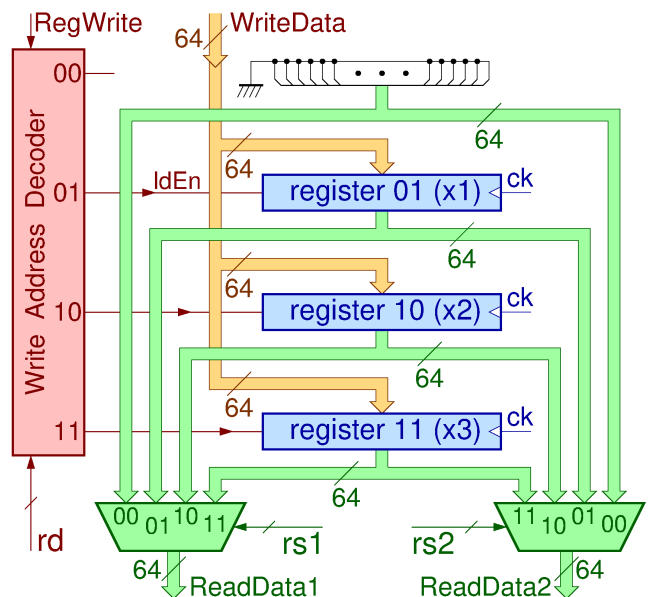 RegWrite
WriteData
64
00
64
Write Address Decoder
64
01
ldEn
register 01 (x1)
ck
64
64
10
register 10 (x2)
ck
64
64
11
register 11 (x3)
ck
64
00 01 10 11
11 10 01 00
rd
rs1
rs2
64
ReadData1
ReadData2
64